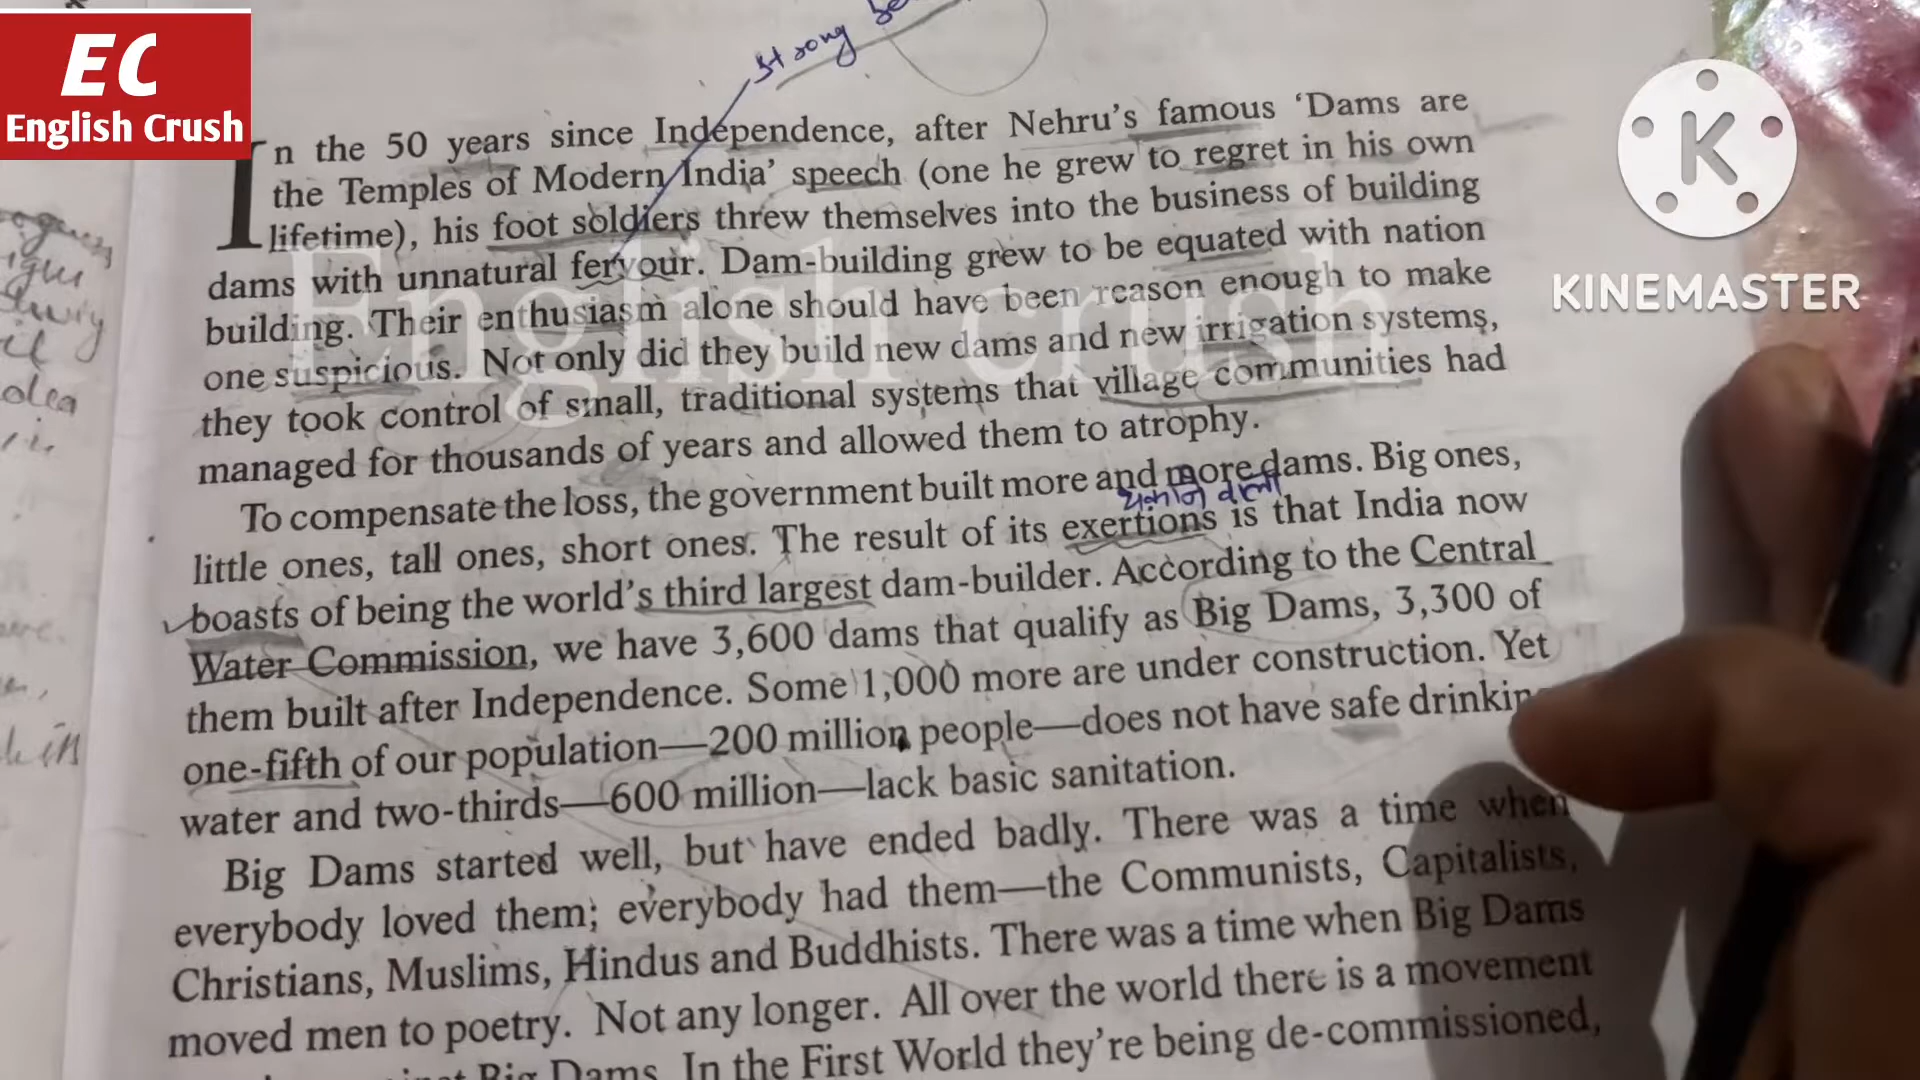 EC
English Crush
strong
In the 50 years since Independence, after Nehru's famous 'Dams are
the Temples of Modern India' speech (one he grew to regret in his own
lifetime), his foot soldiers threw themselves into the business of building
dams with unnatural fervour. Dam-building grew to be equated with nation
building. Their enthusiasm alone should have been reason enough to make
one suspicious. Not only did they build new dams and new irrigation systems,
they took control of small, traditional systems that village communities had
managed for thousands of years and allowed them to atrophy.
To compensate the loss, the government built more and more dams. Big ones,
little ones, tall ones, short ones. The result of its exertions is that India now
boasts of being the world's third largest dam-builder. According to the Central
Water Commission, we have 3,600 dams that qualify as Big Dams, 3,300 of
them built after Independence. Some 1,000 more are under construction. Yet
one-fifth of our population—200 million people—does not have safe
water and two-thirds—600 million—lack basic sanitation.
Big Dams started well, but have ended badly. There was a time when
everybody loved them; everybody had them—the Communists, Capitalists,
Christians, Muslims, Hindus and Buddhists. There was a time when Big Dams
moved men to poetry. Not any longer. All over the world there is a movement
Big Dams. In the First World they're being de-commissioned,
English crush
K
KINEMASTER